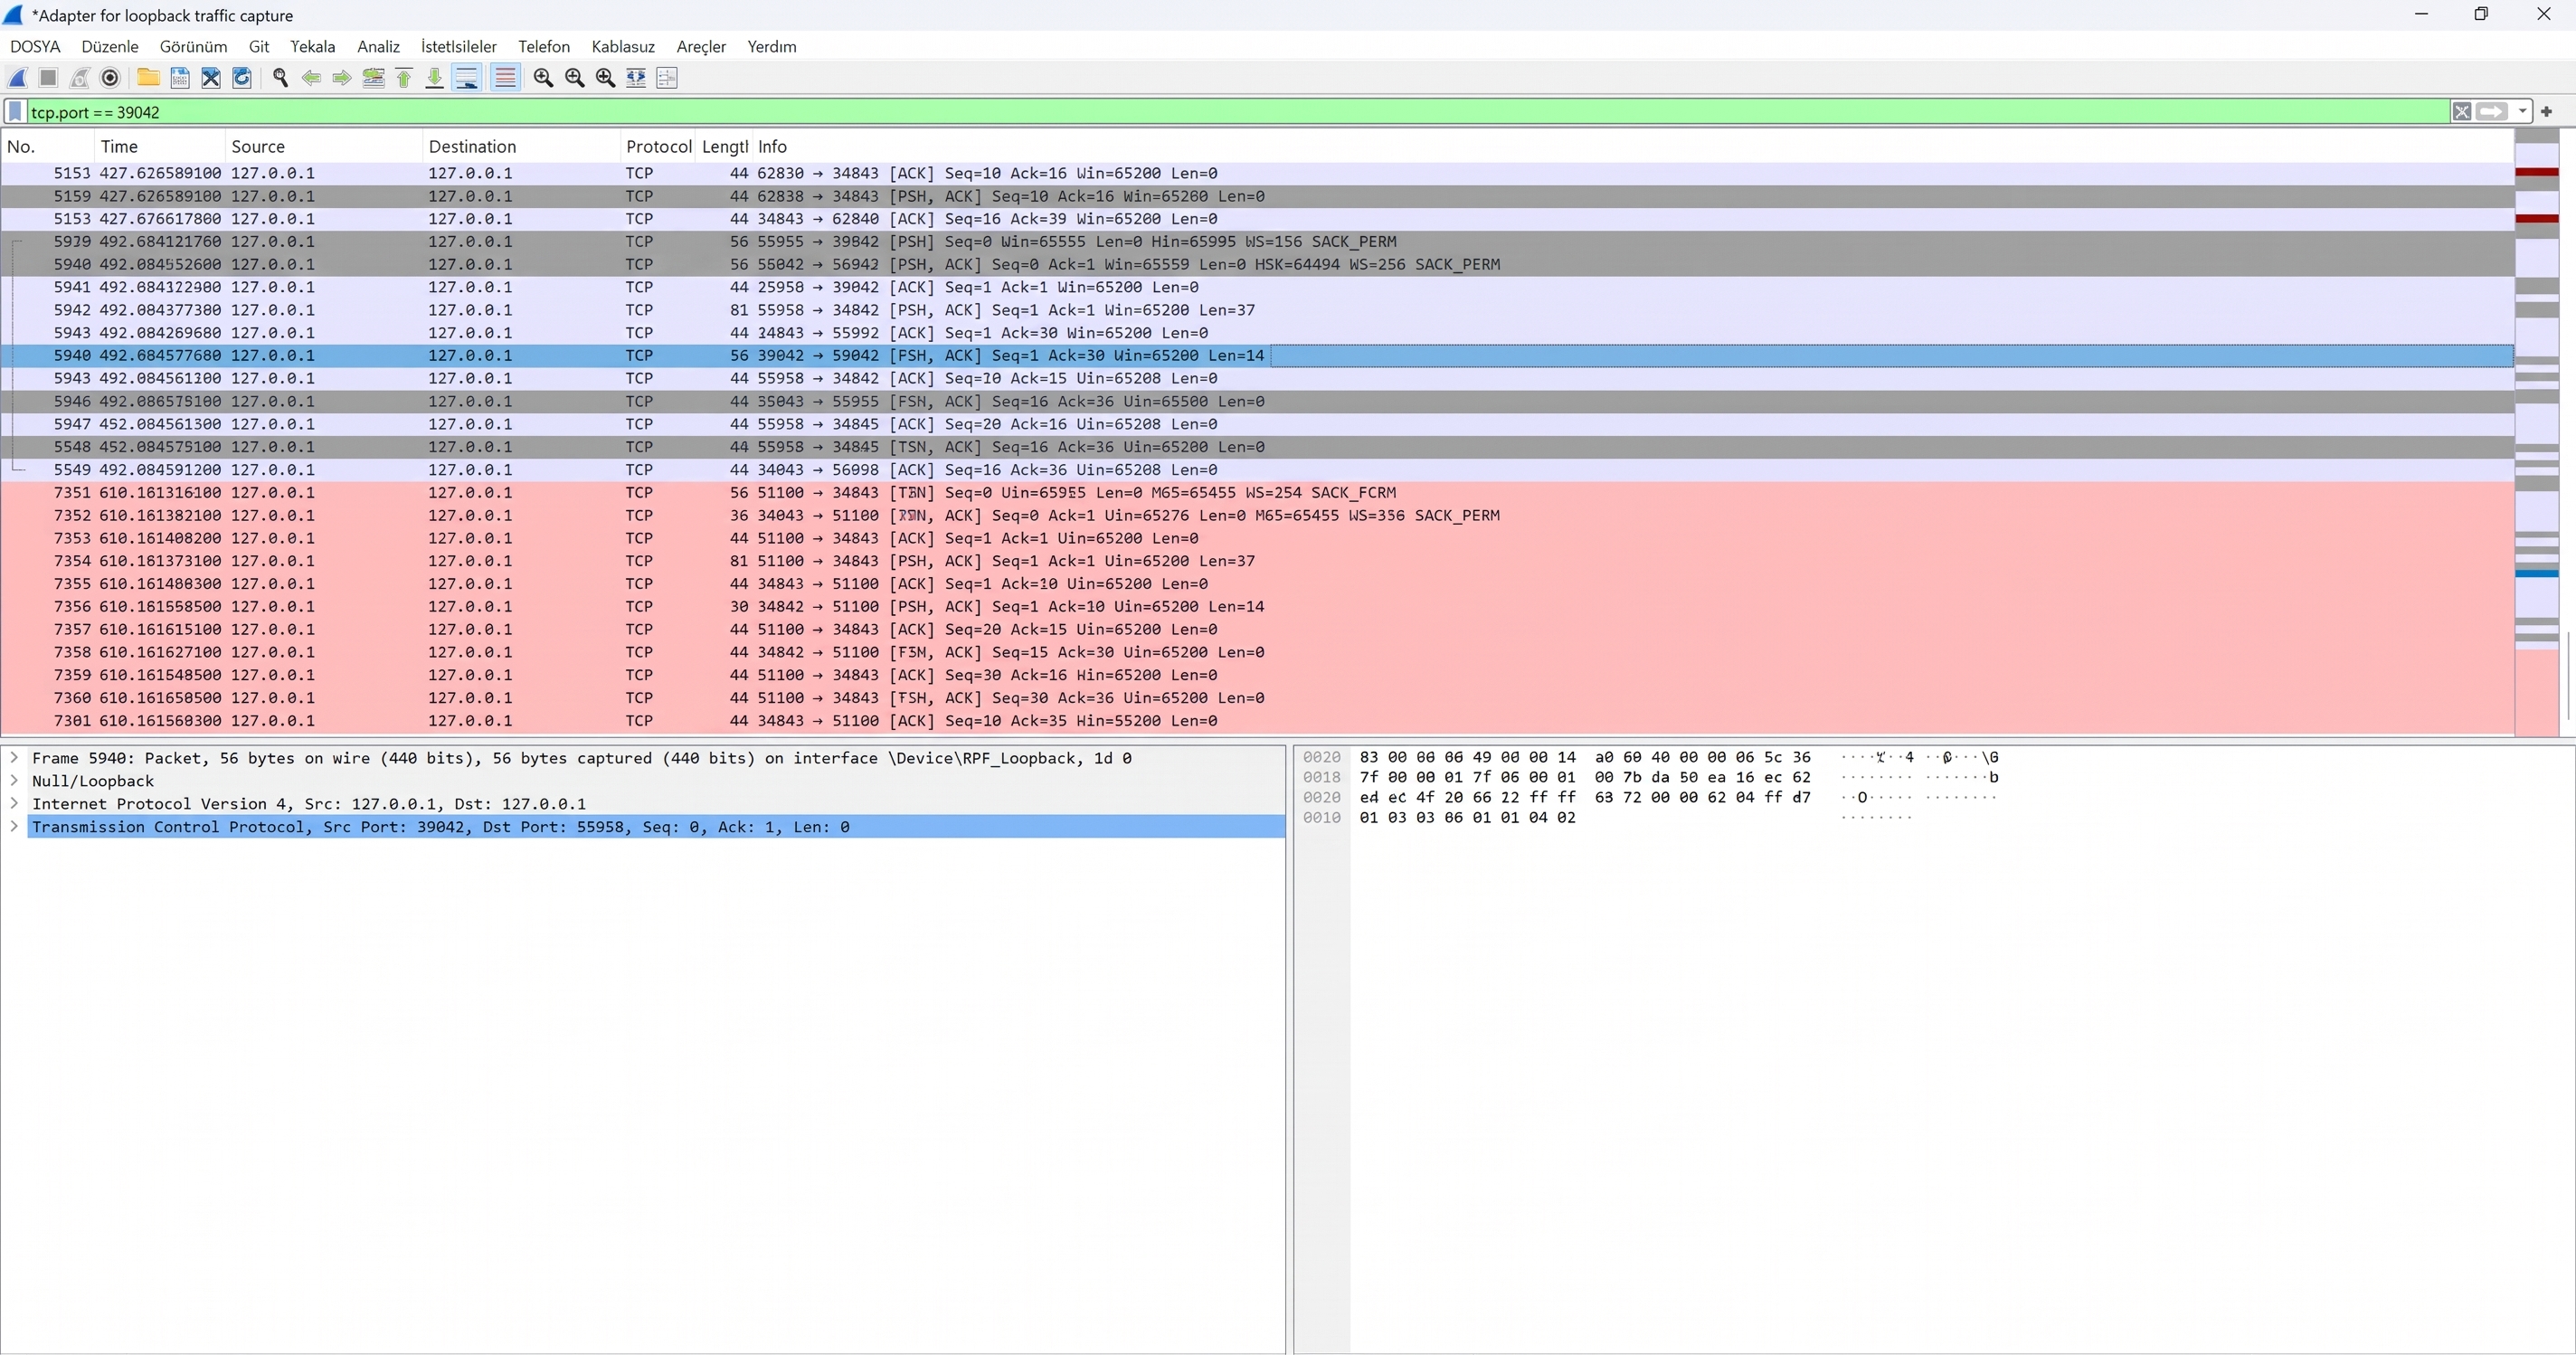 *Adapter for loopback traffic capture
DOSYA Düzenle Görünüm Git Yekala Analiz İstetlsileler Telefon Kablasuz Areçler Yerdım
tcp.port == 39042
No. Time Source Destination Protocol Lengtl Info
5153 427.626589100 127.0.0.1 127.0.0.1 TCP 44 62830 → 34843 [ACK] Seq=10 Ack=16 Win=65200 Len=0
5159 427.626589100 127.0.0.1 127.0.0.1 TCP 44 62838 → 34843 [PSH, ACK] Seq=10 Ack=16 Win=65200 Len=0
5153 427.676617800 127.0.0.1 127.0.0.1 TCP 44 34843 → 62840 [ACK] Seq=16 Ack=39 Win=65200 Len=0
5939 492.684121760 127.0.0.1 127.0.0.1 TCP 56 55955 → 39842 [PSH] Seq=0 Win=65555 Len=0 Hin=65995 WS=156 SACK_PERM
5940 492.084552600 127.0.0.1 127.0.0.1 TCP 56 55042 → 56942 [PSH, ACK] Seq=0 Ack=1 Win=65559 Len=0 HSK=64494 WS=256 SACK_PERM
5941 492.084322900 127.0.0.1 127.0.0.1 TCP 44 25958 → 39042 [ACK] Seq=1 Ack=1 Win=65200 Len=0
5942 492.084377380 127.0.0.1 127.0.0.1 TCP 81 55958 → 34842 [PSH, ACK] Seq=1 Ack=1 Win=65200 Len=37
5943 492.084269680 127.0.0.1 127.0.0.1 TCP 44 24843 → 55992 [ACK] Seq=1 Ack=30 Win=65200 Len=0
5940 492.084577680 127.0.0.1 127.0.0.1 TCP 56 39042 → 59042 [PSH, ACK] Seq=1 Ack=30 Win=65200 Len=14
5943 492.084561200 127.0.0.1 127.0.0.1 TCP 44 55958 → 34842 [ACK] Seq=20 Ack=15 Uin=65208 Len=0
5946 492.086575100 127.0.0.1 127.0.0.1 TCP 44 35043 → 55955 [FSH, ACK] Seq=16 Ack=36 Uin=65500 Len=0
5947 452.084561300 127.0.0.1 127.0.0.1 TCP 44 55958 → 34845 [ACK] Seq=20 Ack=16 Uin=65208 Len=0
5548 452.084575100 127.0.0.1 127.0.0.1 TCP 44 55958 → 34845 [TSN, ACK] Seq=16 Ack=36 Uin=65200 Len=0
5549 492.084591200 127.0.0.1 127.0.0.1 TCP 44 34043 → 56998 [ACK] Seq=16 Ack=36 Uin=65208 Len=0
7351 610.161316100 127.0.0.1 127.0.0.1 TCP 56 51100 → 34843 Seq=0 Uin=65955 Len=0 M65=65455 WS=254 SACK_FCRM
7352 610.161382100 127.0.0.1 127.0.0.1 TCP 36 34043 → 51100 ACK] Seq=0 Ack=1 Uin=65276 Len=0 M65=65455 WS=356 SACK_PERM
7353 610.161408200 127.0.0.1 127.0.0.1 TCP 44 51100 → 34843 [ACK] Seq=1 Ack=1 Uin=65200 Len=0
7354 610.161373100 127.0.0.1 127.0.0.1 TCP 81 51100 → 34843 [PSH, ACK] Seq=1 Ack=1 Uin=65200 Len=37
7355 610.161488300 127.0.0.1 127.0.0.1 TCP 44 34843 → 51100 [ACK] Seq=1 Ack=10 Uin=65200 Len=0
7356 610.161558500 127.0.0.1 127.0.0.1 TCP 30 34842 → 51100 [PSH, ACK] Seq=1 Ack=10 Uin=65200 Len=14
7357 610.161615100 127.0.0.1 127.0.0.1 TCP 44 51100 → 34843 [ACK] Seq=20 Ack=15 Uin=65200 Len=0
7358 610.161627100 127.0.0.1 127.0.0.1 TCP 44 34842 → 51100 ACK] Seq=15 Ack=30 Uin=65200 Len=0
7359 610.161548500 127.0.0.1 127.0.0.1 TCP 44 51100 → 34843 [ACK] Seq=30 Ack=16 Hin=65200 Len=0
7360 610.161658500 127.0.0.1 127.0.0.1 TCP 44 51100 → 34843 [TSH, ACK] Seq=30 Ack=36 Uin=65200 Len=0
7301 610.161560300 127.0.0.1 127.0.0.1 TCP 44 34843 → 51100 [ACK] Seq=10 Ack=35 Hin=55200 Len=0
Frame 5940: Packet, 56 bytes on wire (440 bits), 56 bytes captured (440 bits) on interface \Device\RPF_Loopback, 1d 0
Null/Loopback
Internet Protocol Version 4, Src: 127.0.0.1, Dst: 127.0.0.1
Transmission Control Protocol, Src Port: 39042, Dst Port: 55958, Seq: 0, Ack: 1, Len: 0
0020 83 00 06 06 49 00 00 14 a0 60 40 00 00 06 5c 36
0018 7f 00 00 01 7f 06 00 01 00 7b da 50 ea 16 ec 62 ········ ·······b
0020 ed ec 4f 20 66 22 ff ff 63 72 00 00 62 04 ff d7 ··O····· ········
0010 01 03 03 06 01 01 04 02 ········